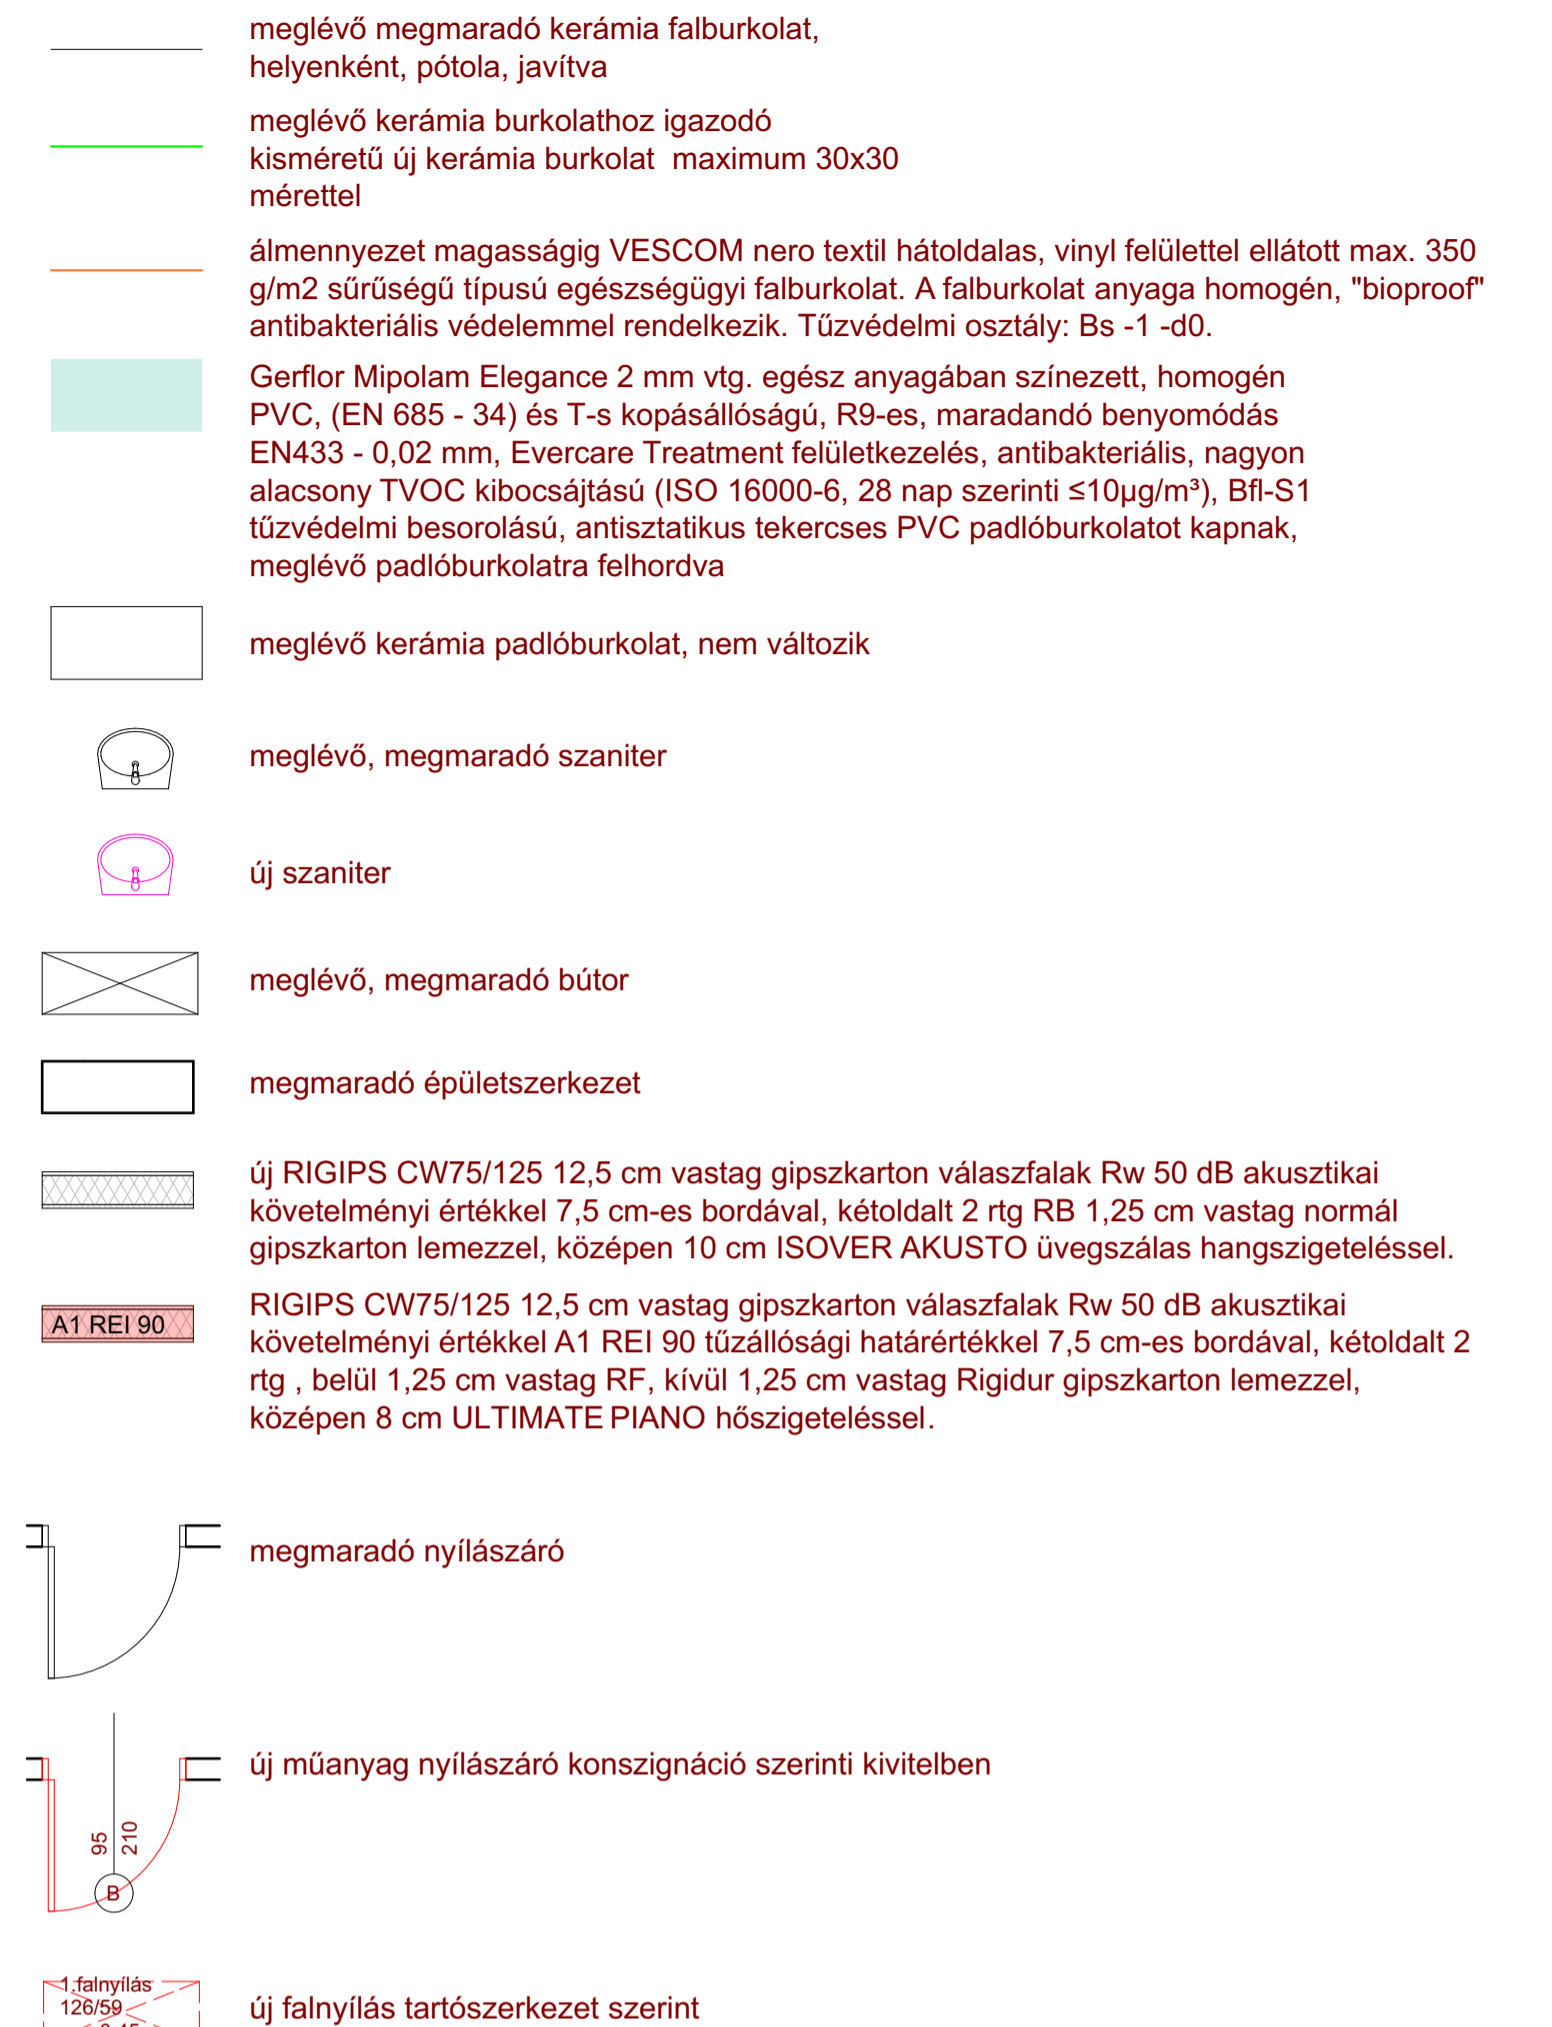 meglévő megmaradó kerámia falburkolat,
helyenként, pótola, javítva
meglévő kerámia burkolathoz igazodó
kisméretű új kerámia burkolat maximum 30x30
mérettel
álmennyezet magasságig VESCOM nero textil hátoldalas, vinyl felülettel ellátott max. 350
g/m2 sűrűségű típusú egészségügyi falburkolat. A falburkolat anyaga homogén, "bioproof"
antibakteriális védelemmel rendelkezik. Tűzvédelmi osztály: Bs -1 -d0.
Gerflor Mipolam Elegance 2 mm vtg. egész anyagában színezett, homogén
PVC, (EN 685 - 34) és T-s kopásállóságú, R9-es, maradandó benyomódás
EN433 - 0,02 mm, Evercare Treatment felületkezelés, antibakteriális, nagyon
alacsony TVOC kibocsájtású (ISO 16000-6, 28 nap szerinti ≤10µg/m³), Bfl-S1
tűzvédelmi besorolású, antisztatikus tekercses PVC padlóburkolatot kapnak,
meglévő padlóburkolatra felhordva
meglévő kerámia padlóburkolat, nem változik
meglévő, megmaradó szaniter
új szaniter
meglévő, megmaradó bútor
megmaradó épületszerkezet
új RIGIPS CW75/125 12,5 cm vastag gipszkarton válaszfalak Rw 50 dB akusztikai
követelményi értékkel 7,5 cm-es bordával, kétoldalt 2 rtg RB 1,25 cm vastag normál
gipszkarton lemezzel, középen 10 cm ISOVER AKUSTO üvegszálas hangszigeteléssel.
A1 REI 90
RIGIPS CW75/125 12,5 cm vastag gipszkarton válaszfalak Rw 50 dB akusztikai
követelményi értékkel A1 REI 90 tűzállósági határértékkel 7,5 cm-es bordával, kétoldalt 2
rtg , belül 1,25 cm vastag RF, kívül 1,25 cm vastag Rigidur gipszkarton lemezzel,
középen 8 cm ULTIMATE PIANO hőszigeteléssel.
megmaradó nyílászáró
új műanyag nyílászáró konszignáció szerinti kivitelben
95
210
B
1.falnyílás
126/59
új falnyílás tartószerkezet szerint